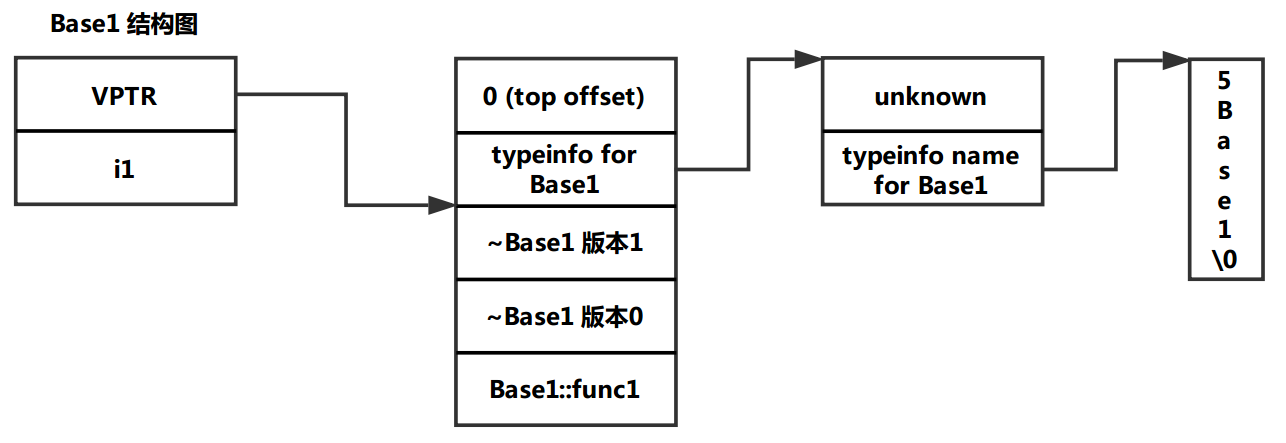 Base1 结构图
VPTR
i1
0 (top offset)
typeinfo for
Base1
~Base1 版本1
~Base1 版本0
Base1::func1
unknown
typeinfo name
for Base1
5
B
a
s
e
1
\0